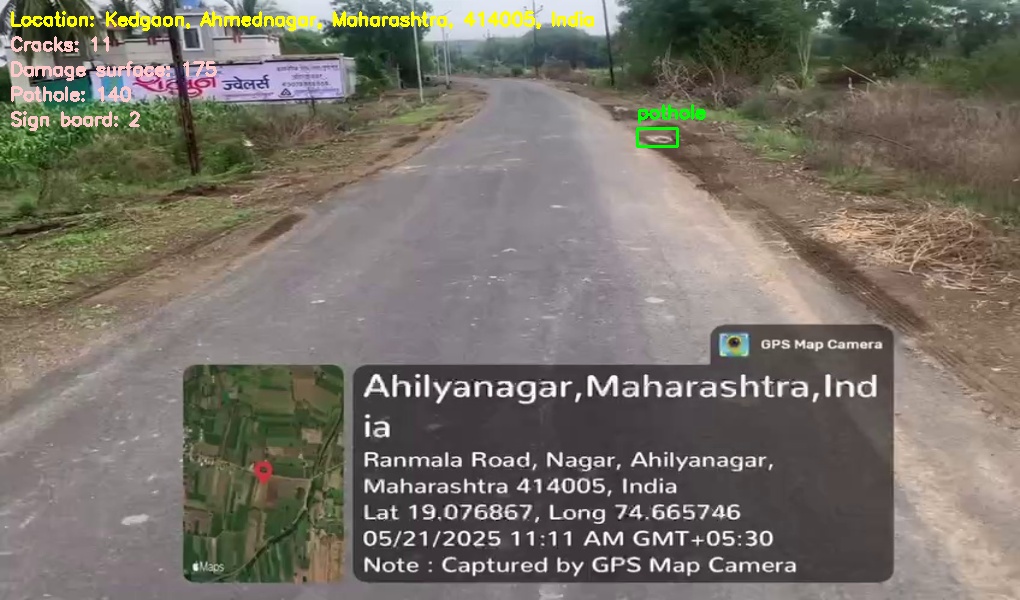 Location: Kedgaon, Ahmednagar, Maharashtra, 414005, India
Cracks: 11
Damage surface: 175
Pothole: 140
Sign board: 2
ज्वेलर्स
pothole
GPS Map Camera
Ahilyanagar,Maharashtra,Ind
ia
Ranmala Road, Nagar, Ahilyanagar,
Maharashtra 414005, India
Lat 19.076867, Long 74.665746
05/21/2025 11:11 AM GMT+05:30
Note : Captured by GPS Map Camera
Maps